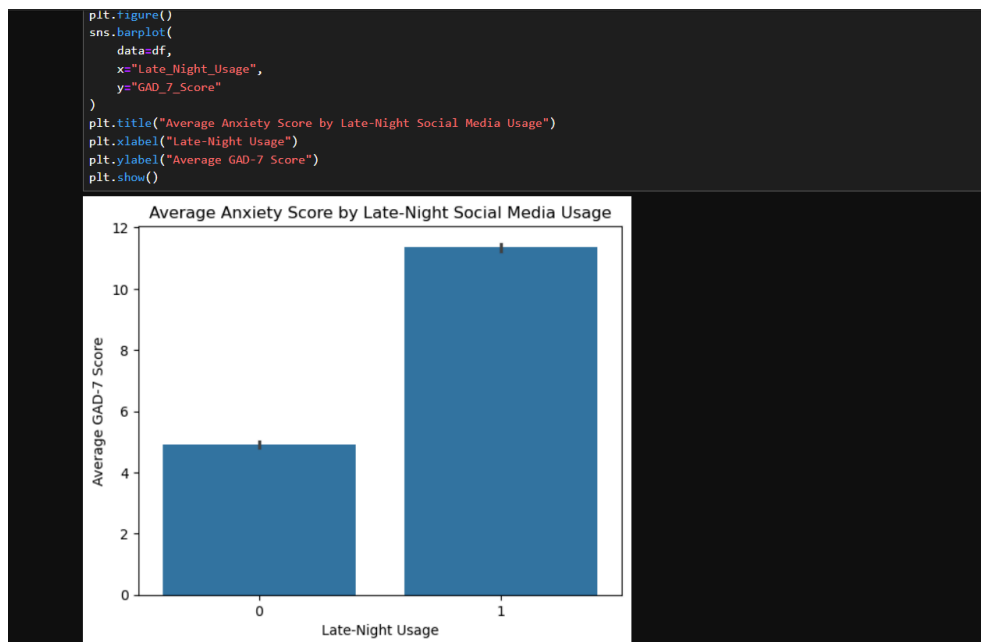 plt.figure()
sns.barplot(
    data=df,
    x="Late_Night_Usage",
    y="GAD_7_Score"
)
plt.title("Average Anxiety Score by Late-Night Social Media Usage")
plt.xlabel("Late-Night Usage")
plt.ylabel("Average GAD-7 Score")
plt.show()
Average Anxiety Score by Late-Night Social Media Usage
12
10
8
6
4
2
0
Average GAD-7 Score
0 1
Late-Night Usage